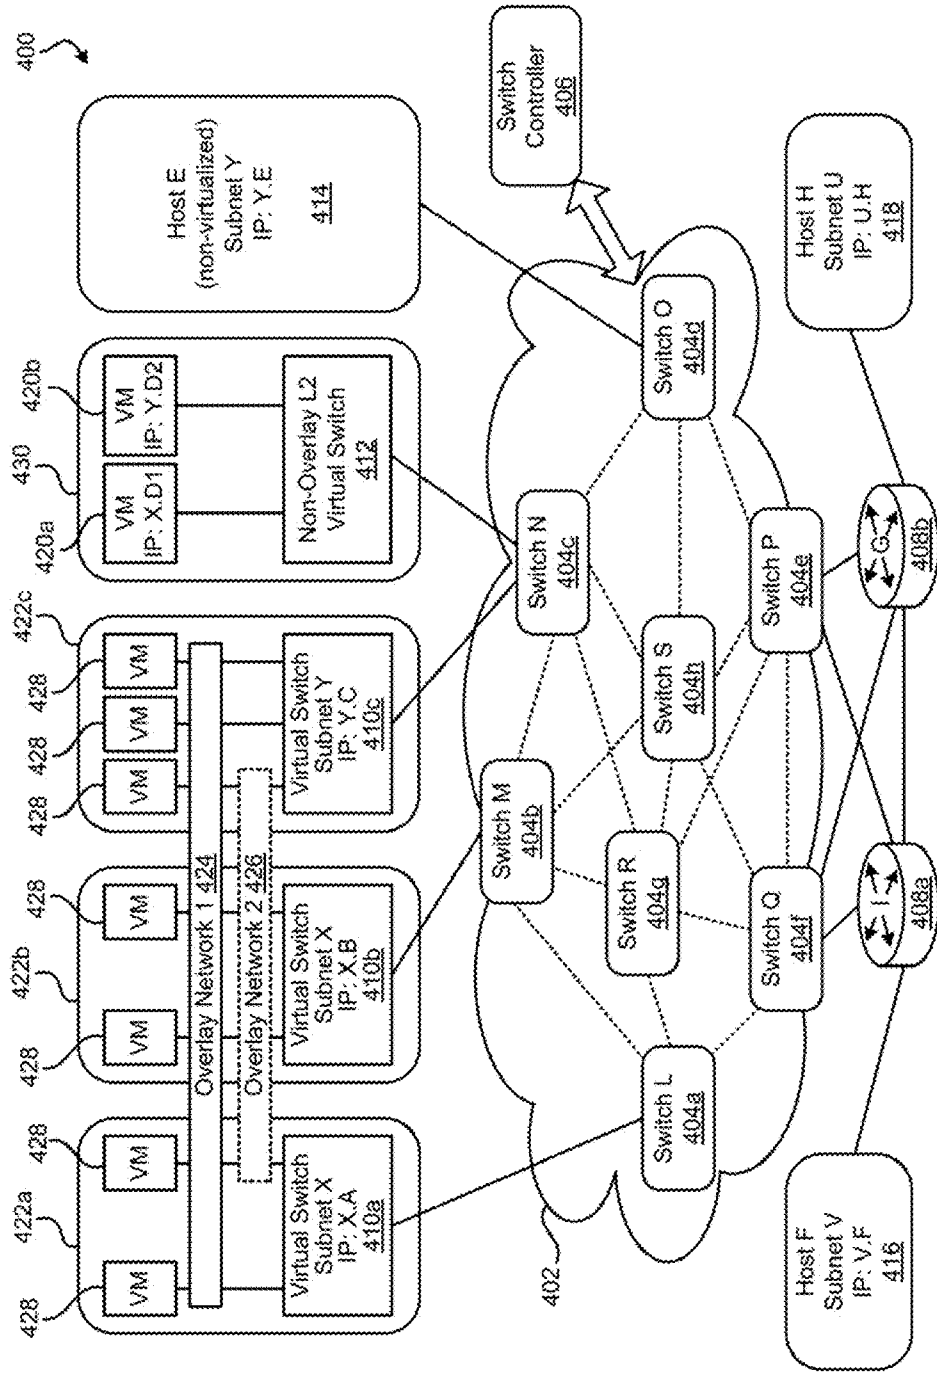 400
422a
428
428
VM
VM
Virtual Switch
Subnet X
IP: X.A
410a
422b
428
428
VM
VM
Virtual Switch
Subnet X
IP: X.B
410b
Overlay Network 1 424
Overlay Network 2 426
422c
428
428
428
VM
VM
VM
Virtual Switch
Subnet Y
IP: Y.C
410c
420a
430
420b
VM
IP: X.D1
VM
IP: Y.D2
Non-Overlay L2
Virtual Switch
412
Host E
(non-virtualized)
Subnet Y
IP: Y.E
414
Switch
Controller
406
402
Switch L
404a
Switch M
404b
Switch N
404c
Switch O
404d
Switch R
404g
Switch S
404h
Switch Q
404f
Switch P
404e
Host F
Subnet V
IP: V.F
416
I
408a
G
408b
Host H
Subnet U
IP: U.H
418